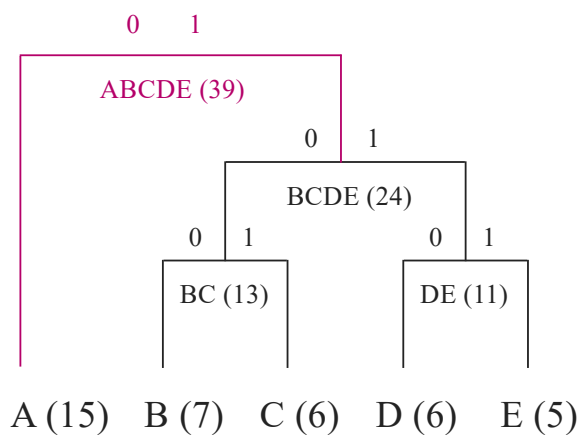 0 1
ABCDE (39)
0 1
BCDE (24)
0 1 0 1
BC (13) DE (11)
A (15) B (7) C (6) D (6) E (5)